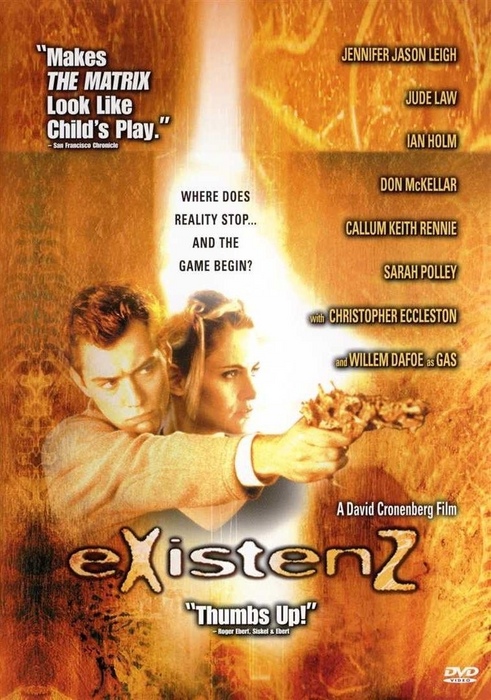 "Makes
THE MATRIX
Look Like
Child's Play."
– San Francisco Chronicle
JENNIFER JASON LEIGH
JUDE LAW
IAN HOLM
DON McKELLAR
CALLUM KEITH RENNIE
SARAH POLLEY
with CHRISTOPHER ECCLESTON
and WILLEM DAFOE as GAS
WHERE DOES
REALITY STOP...
AND THE
GAME BEGIN?
A David Cronenberg Film
eXistenZ
"Thumbs Up!"
– Roger Ebert, Siskel & Ebert
DVD
VIDEO